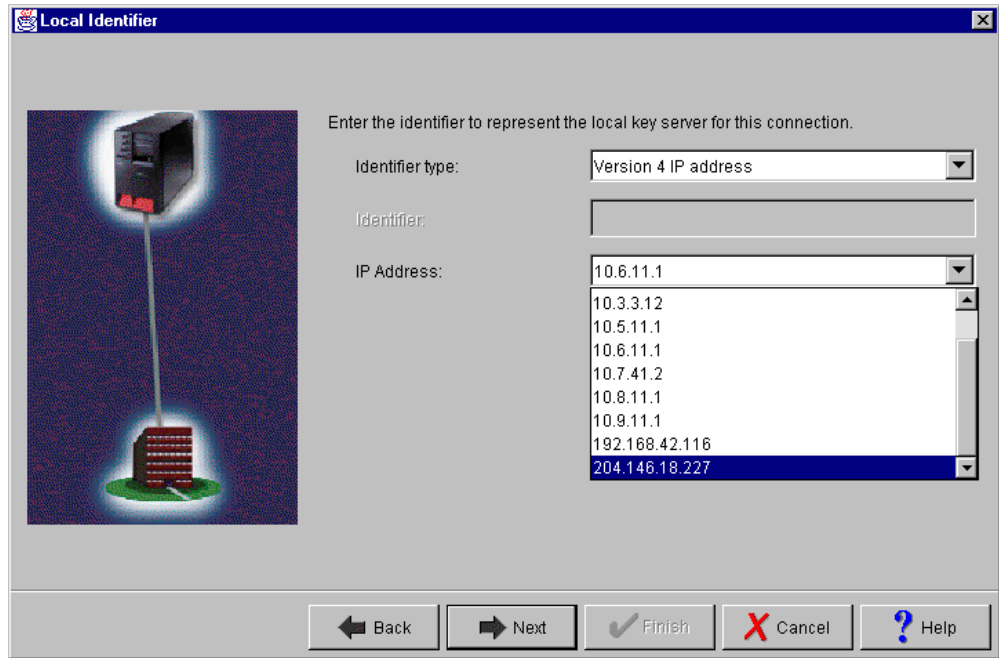 Local Identifier
Enter the identifier to represent the local key server for this connection.
Identifier type: Version 4 IP address
Identifier:
IP Address: 10.6.11.1
10.3.3.12
10.5.11.1
10.6.11.1
10.7.41.2
10.8.11.1
10.9.11.1
192.168.42.116
204.146.18.227
Back Next Finish Cancel Help